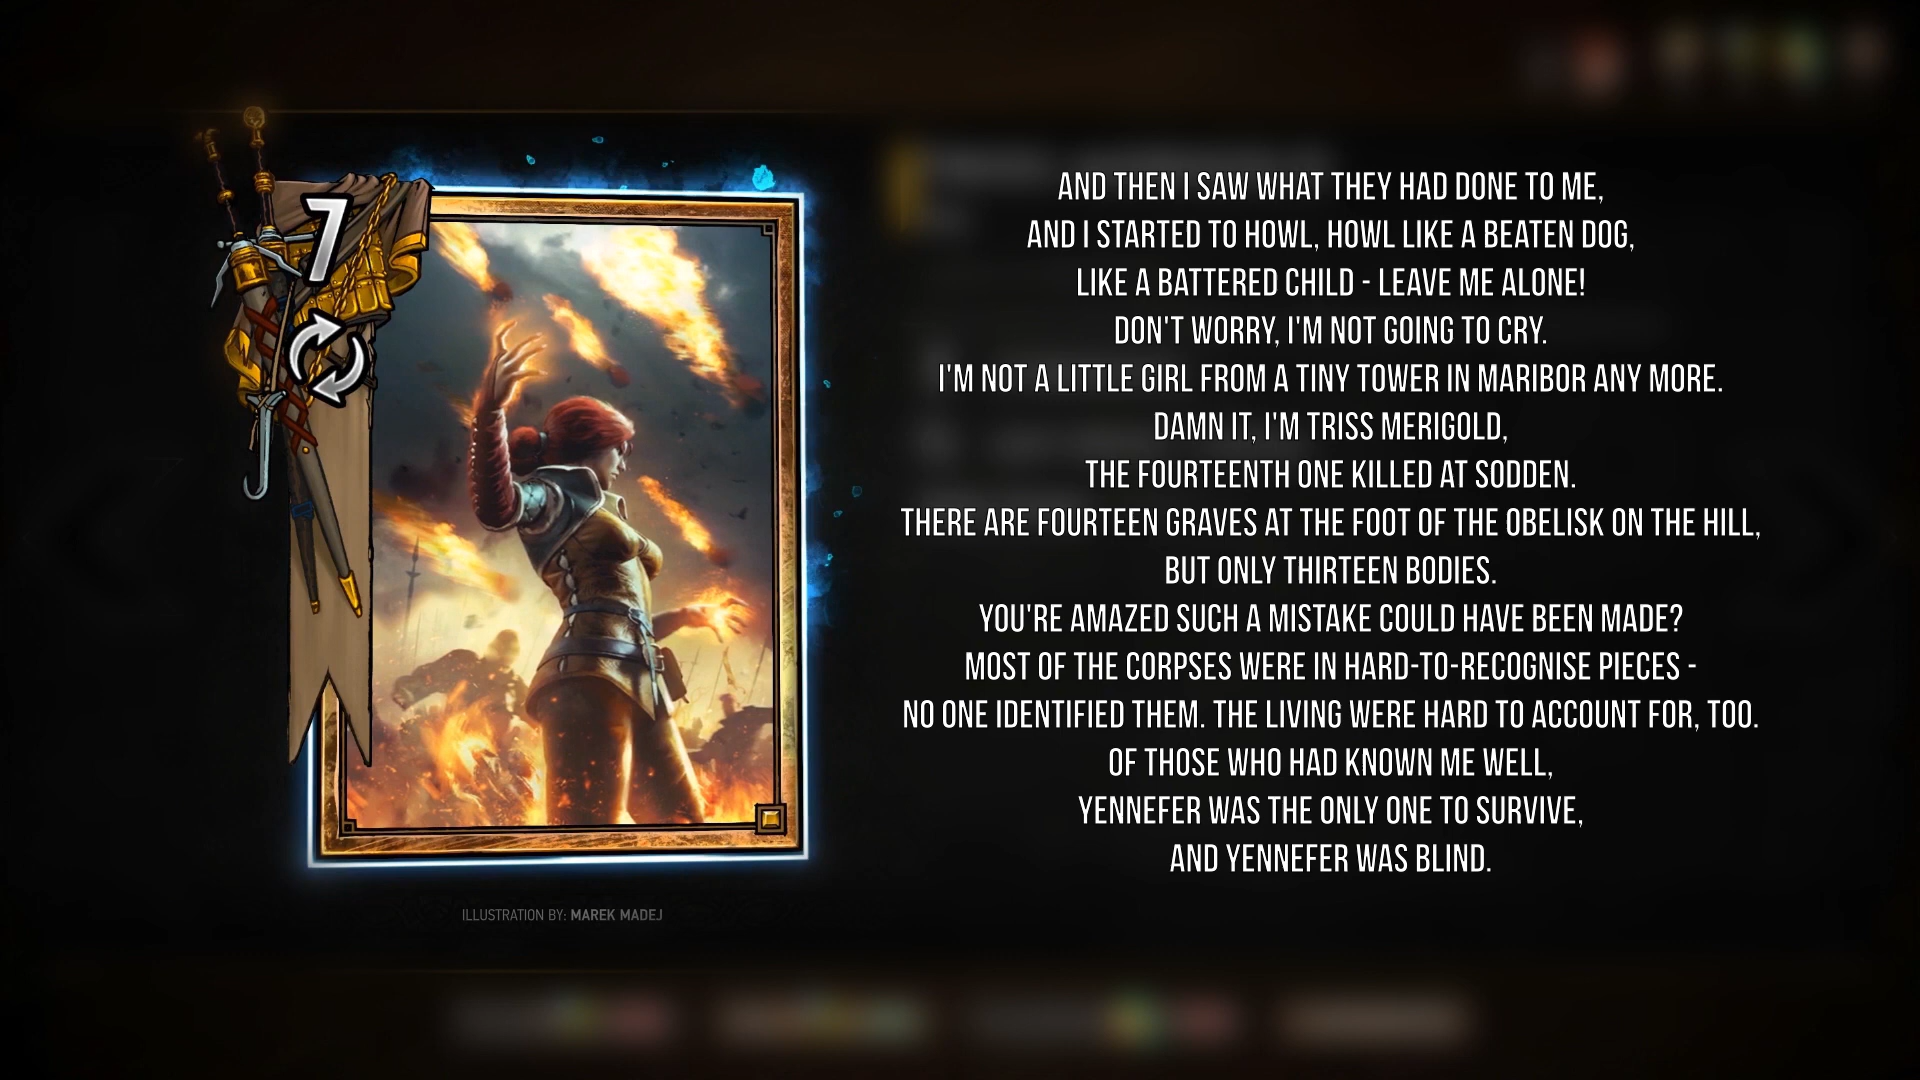 7
AND THEN I SAW WHAT THEY HAD DONE TO ME,
AND I STARTED TO HOWL, HOWL LIKE A BEATEN DOG,
LIKE A BATTERED CHILD - LEAVE ME ALONE!
DON'T WORRY, I'M NOT GOING TO CRY.
I'M NOT A LITTLE GIRL FROM A TINY TOWER IN MARIBOR ANY MORE.
DAMN IT, I'M TRISS MERIGOLD,
THE FOURTEENTH ONE KILLED AT SODDEN.
THERE ARE FOURTEEN GRAVES AT THE FOOT OF THE OBELISK ON THE HILL,
BUT ONLY THIRTEEN BODIES.
YOU'RE AMAZED SUCH A MISTAKE COULD HAVE BEEN MADE?
MOST OF THE CORPSES WERE IN HARD-TO-RECOGNISE PIECES -
NO ONE IDENTIFIED THEM. THE LIVING WERE HARD TO ACCOUNT FOR, TOO.
OF THOSE WHO HAD KNOWN ME WELL,
YENNEFER WAS THE ONLY ONE TO SURVIVE,
AND YENNEFER WAS BLIND.
ILLUSTRATION BY: MAREK MADEJ